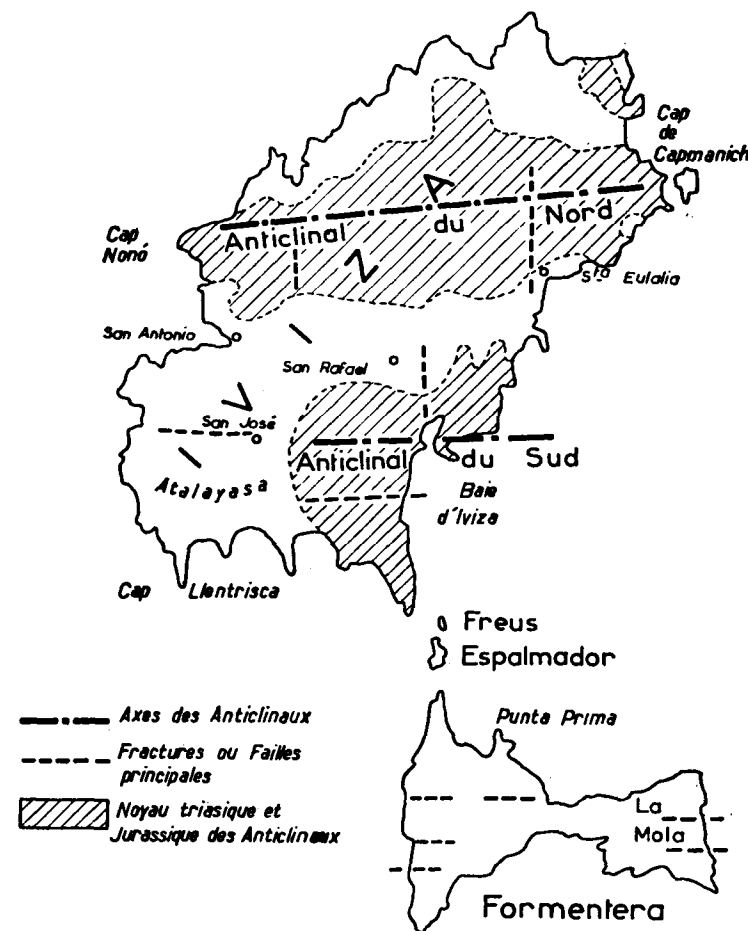 Cap
de
Capmanich
Anticlinal du Nord
Cap
Nonó
Sta Eulalia
San Antonio
San Rafael
San José
I V I Z A
Anticlinal du Sud
Atalayasa
Baie
d'Iviza
Cap Llentrisca
Freus
Espalmador
Axes des Anticlinaux
Fractures ou Failles
principales
Noyau triasique et
Jurassique des Anticlinaux
Punta Prima
La
Mola
Formentera